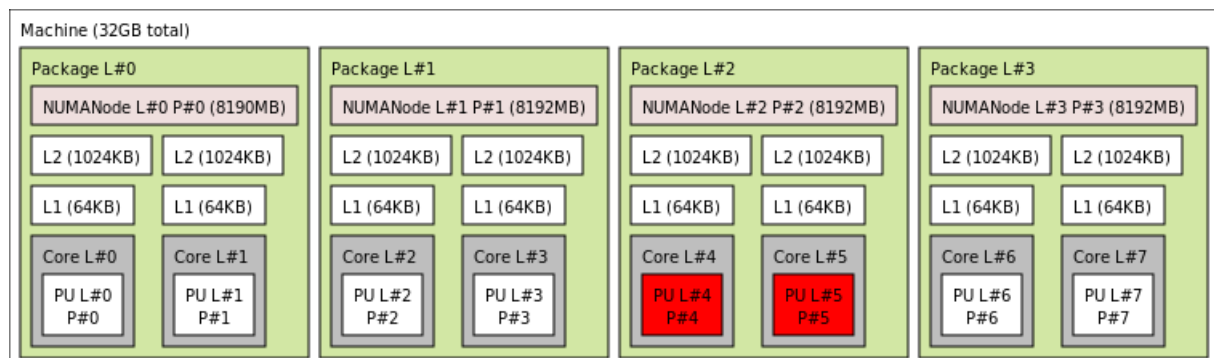 Machine (32GB total)
Package L#0
NUMANode L#0 P#0 (8190MB)
L2 (1024KB) L2 (1024KB)
L1 (64KB) L1 (64KB)
Core L#0 Core L#1
PU L#0 PU L#1
P#0 P#1
Package L#1
NUMANode L#1 P#1 (8192MB)
L2 (1024KB) L2 (1024KB)
L1 (64KB) L1 (64KB)
Core L#2 Core L#3
PU L#2 PU L#3
P#2 P#3
Package L#2
NUMANode L#2 P#2 (8192MB)
L2 (1024KB) L2 (1024KB)
L1 (64KB) L1 (64KB)
Core L#4 Core L#5
PU L#4 PU L#5
P#4 P#5
Package L#3
NUMANode L#3 P#3 (8192MB)
L2 (1024KB) L2 (1024KB)
L1 (64KB) L1 (64KB)
Core L#6 Core L#7
PU L#6 PU L#7
P#6 P#7